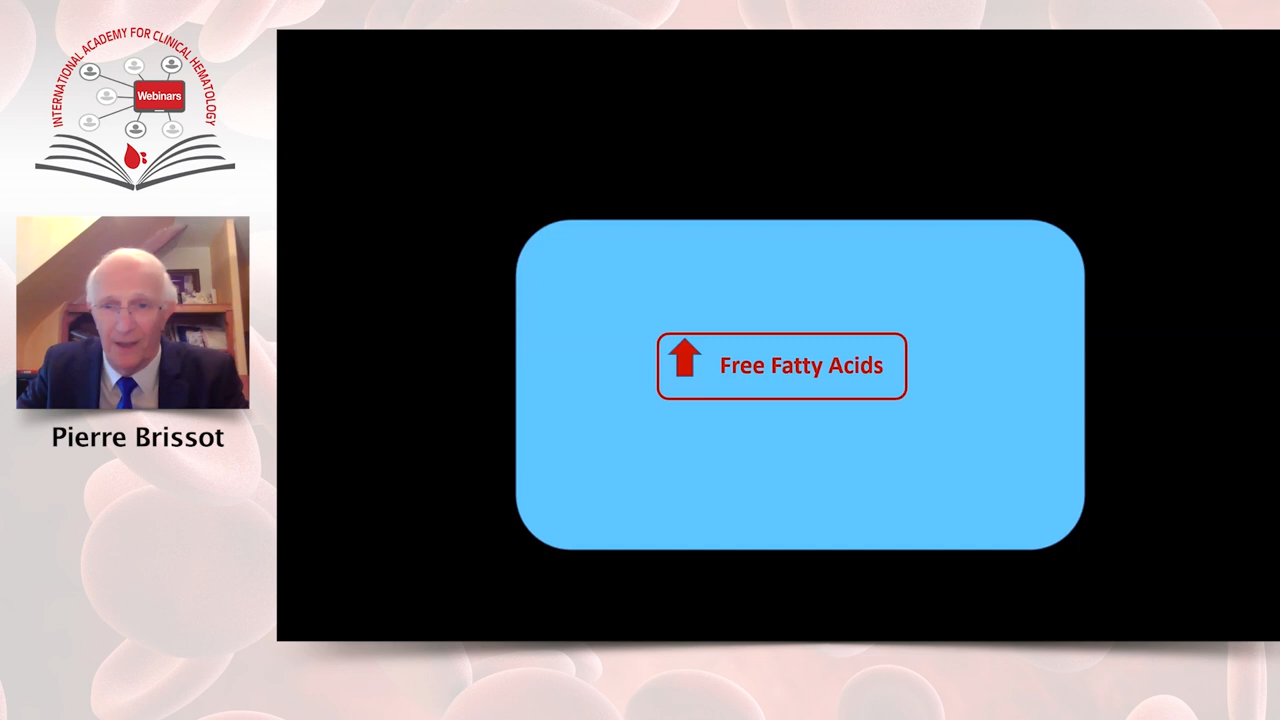 INTERNATIONAL ACADEMY FOR CLINICAL HEMATOLOGY
Webinars
Pierre Brissot
Free Fatty Acids